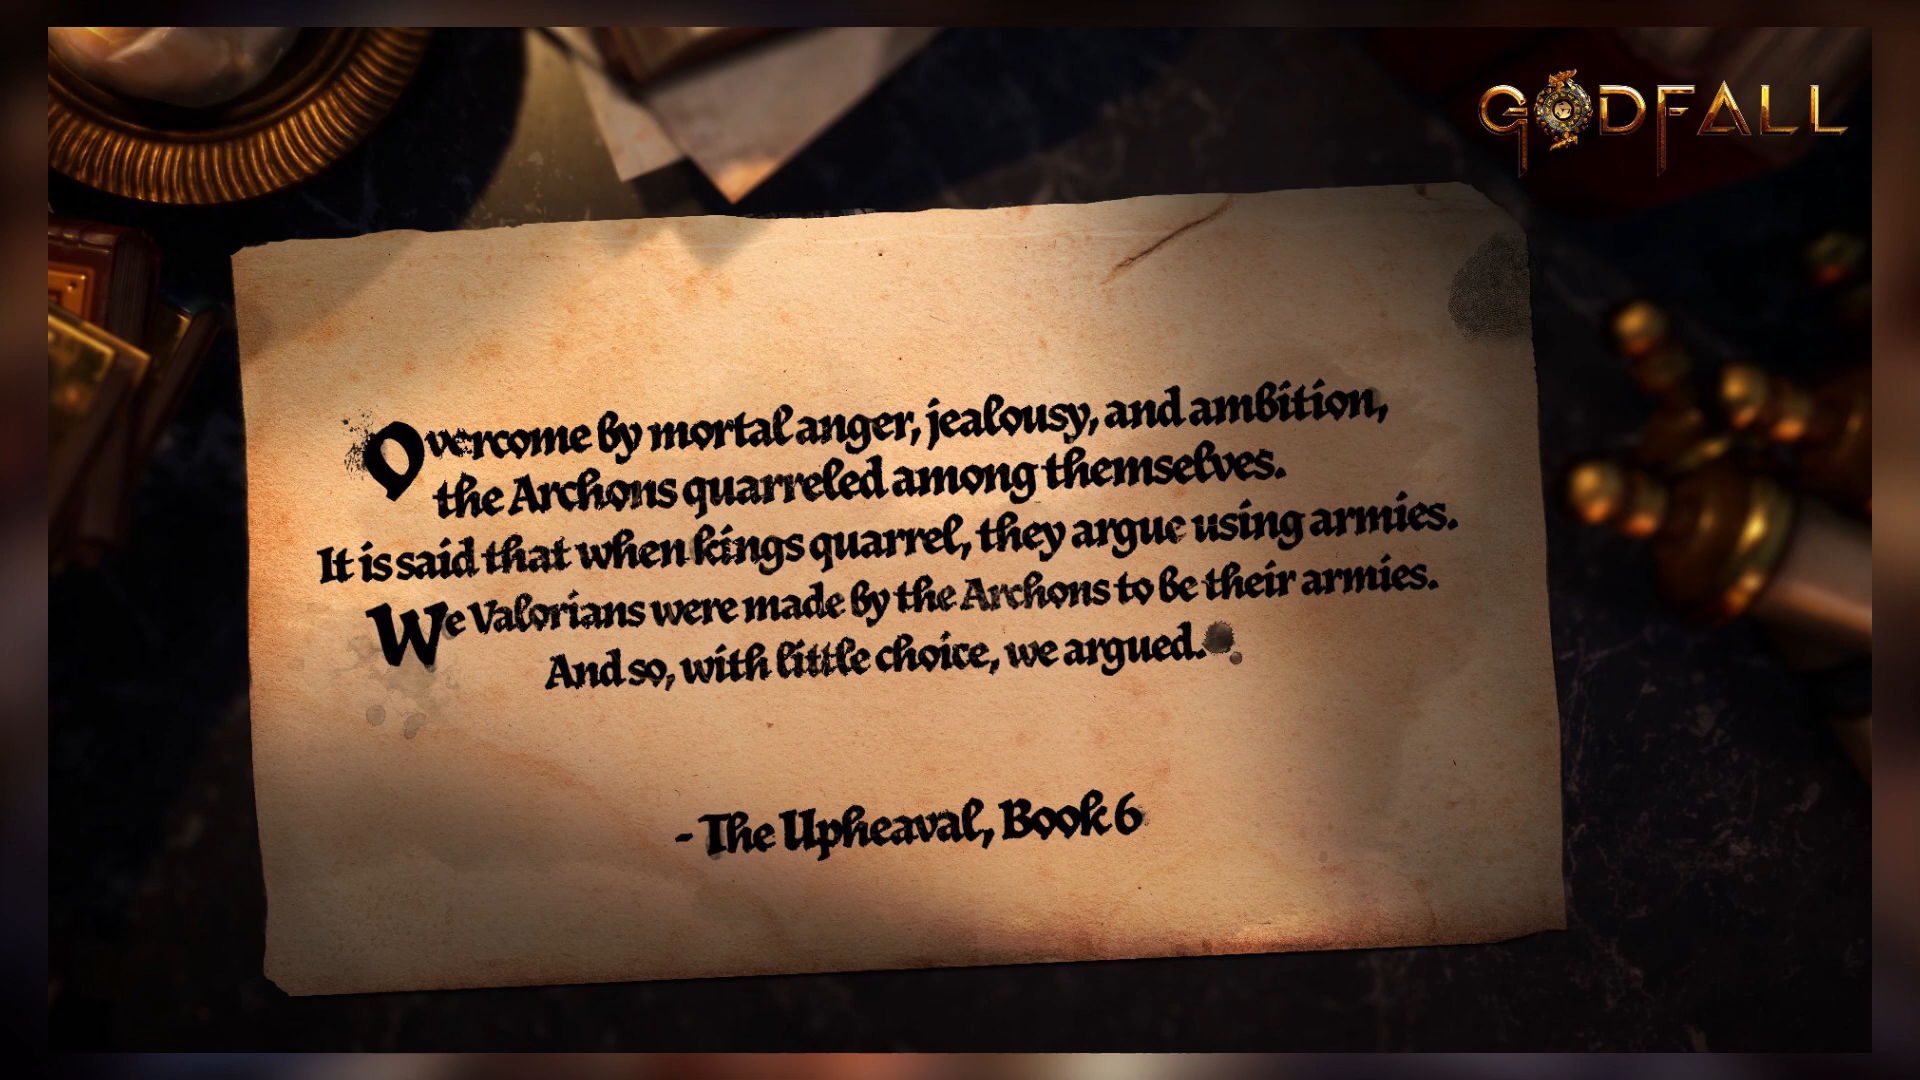 GODFALL
Overcome by mortal anger, jealousy, and ambition,
the Archons quarreled among themselves.
It is said that when kings quarrel, they argue using armies.
We Valorians were made by the Archons to be their armies.
And so, with little choice, we argued.
- The Upheaval, Book 6